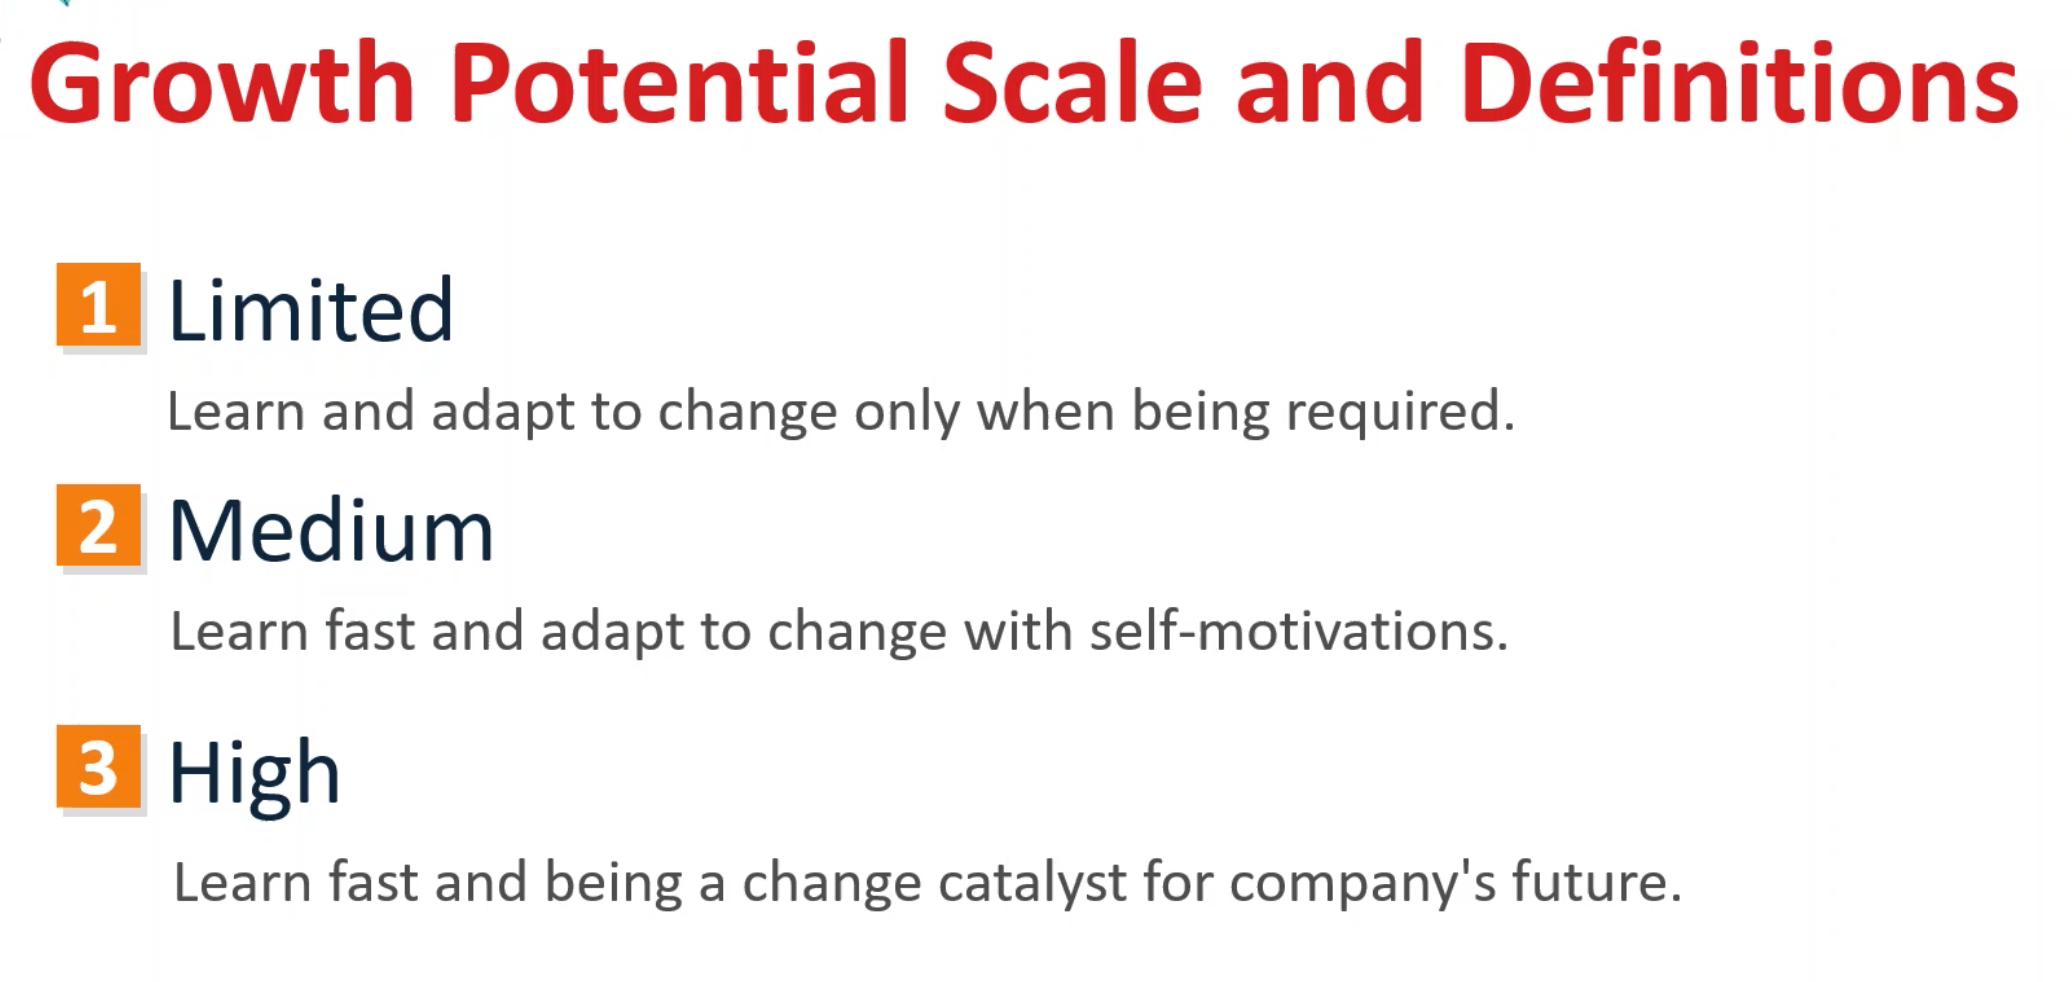 Growth Potential Scale and Definitions
1 Limited
Learn and adapt to change only when being required.
2 Medium
Learn fast and adapt to change with self-motivations.
3 High
Learn fast and being a change catalyst for company's future.